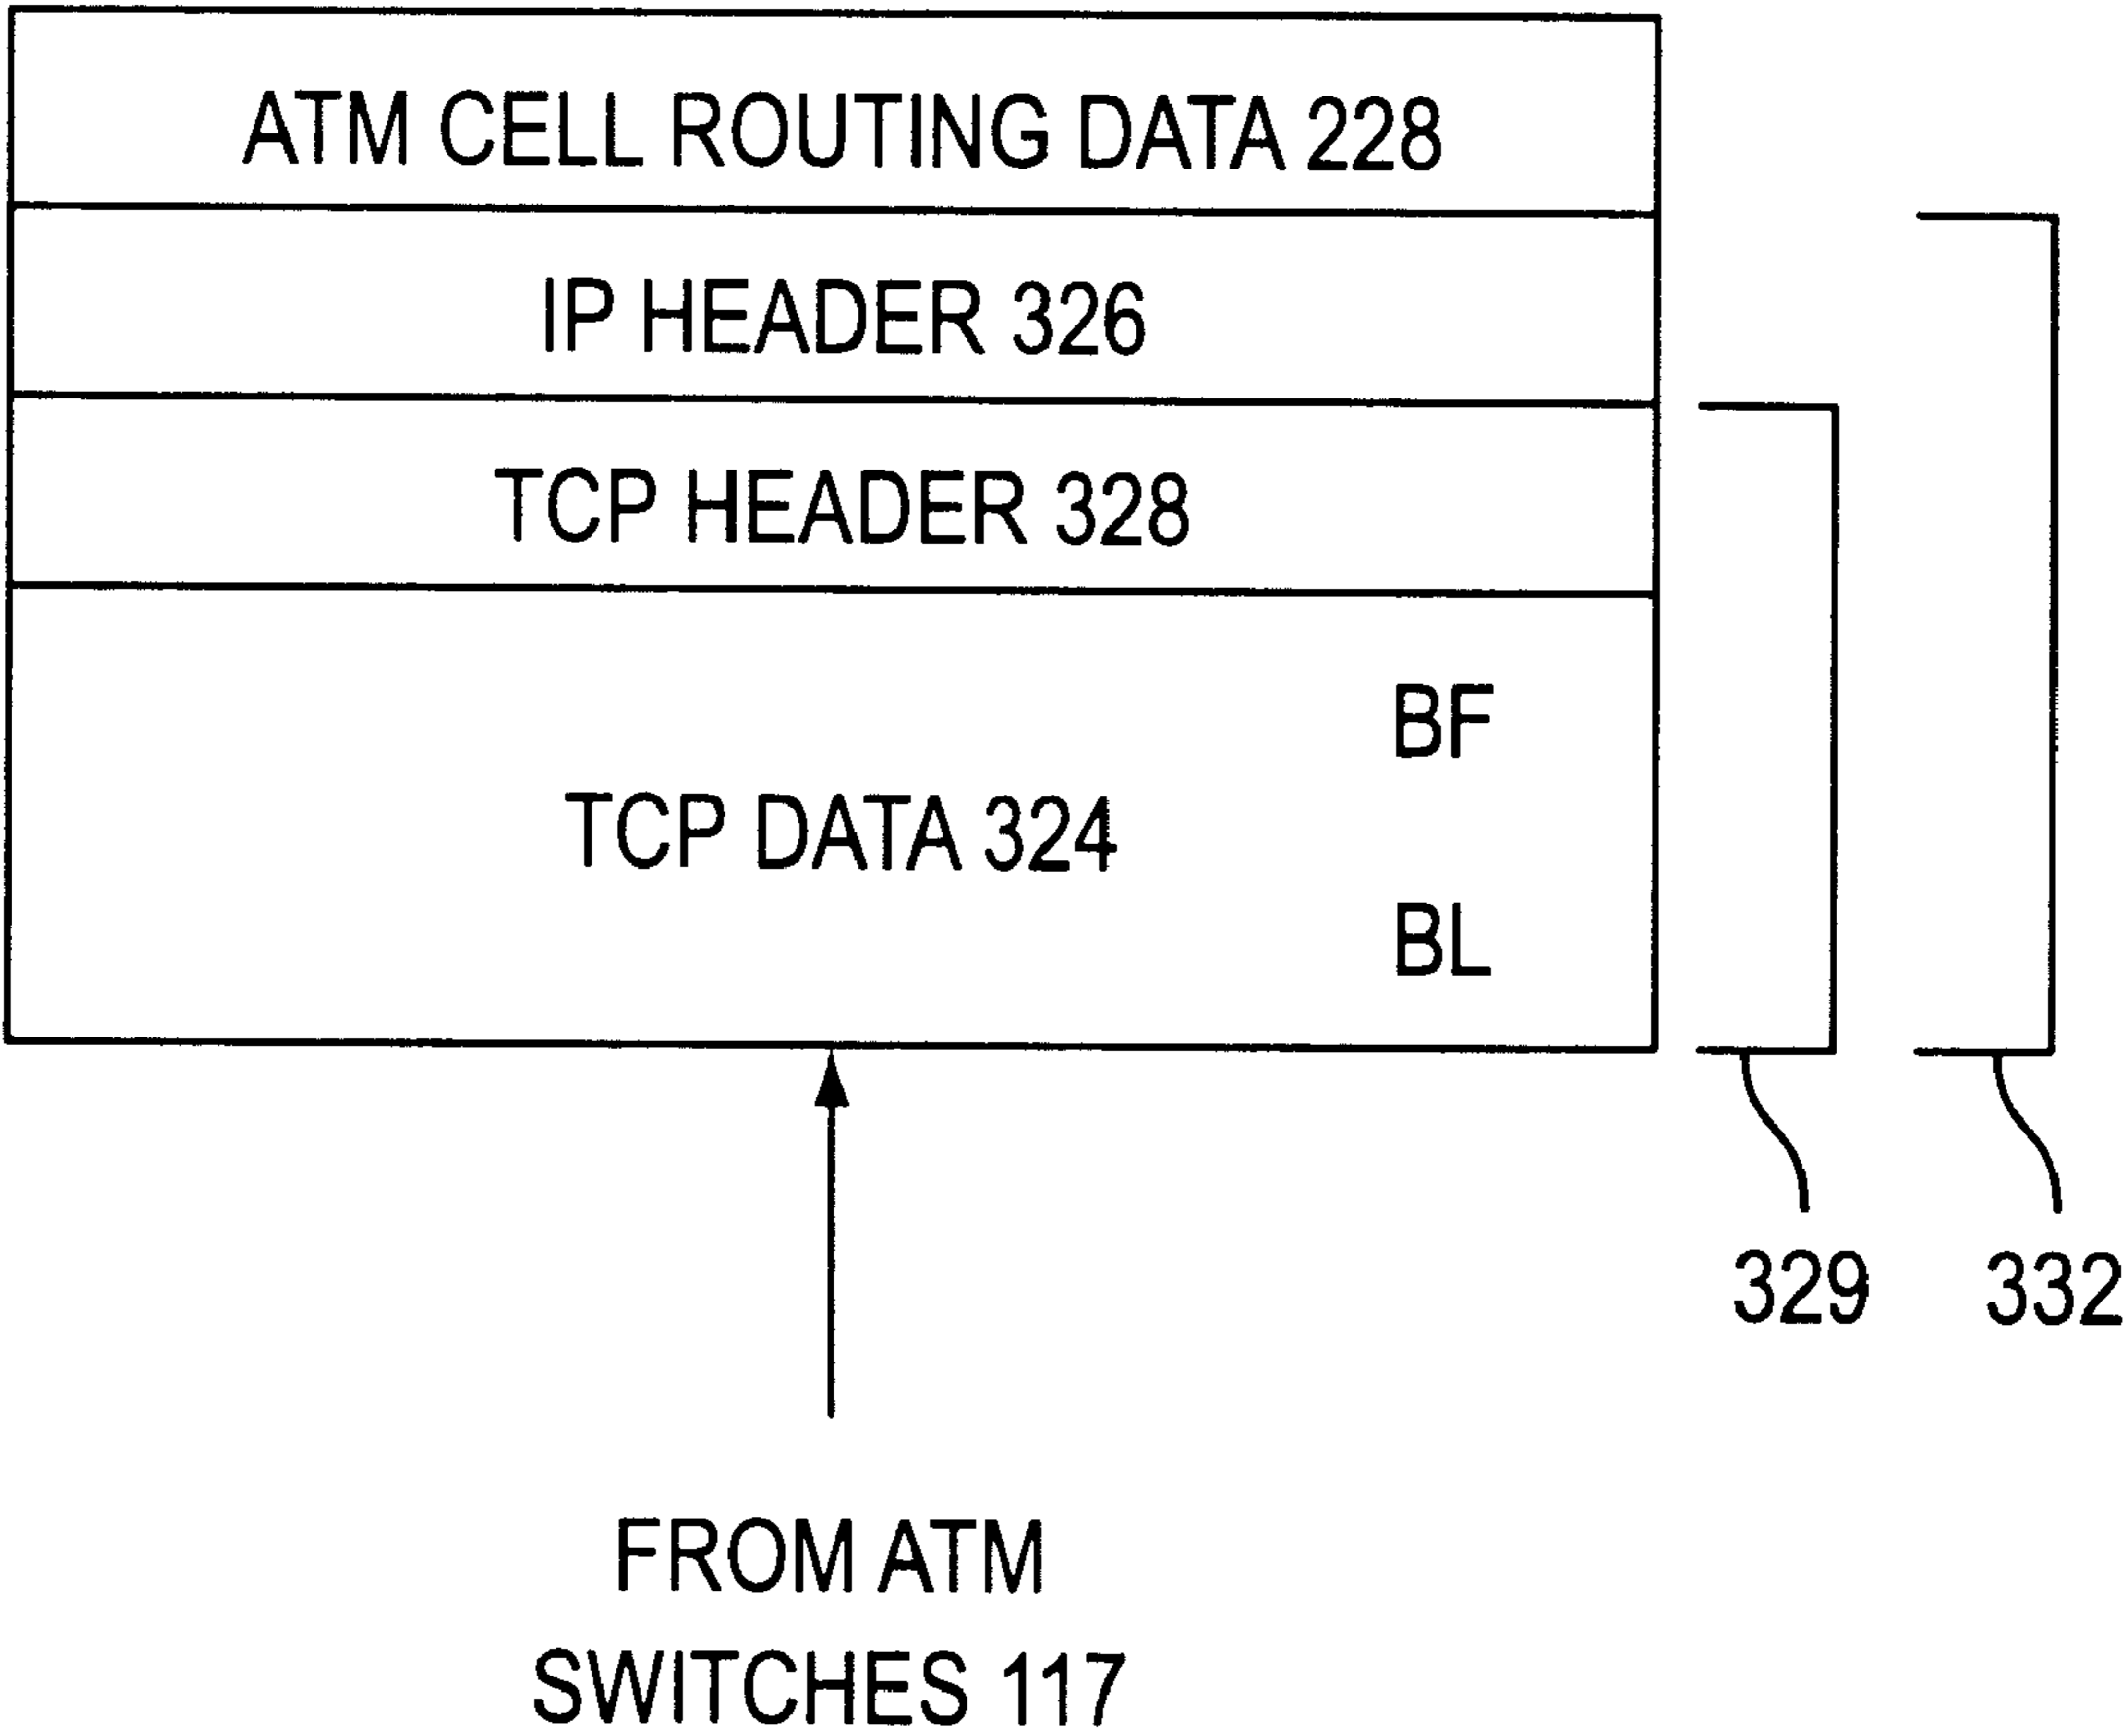 ATM CELL ROUTING DATA 228
IP HEADER 326
TCP HEADER 328
BF
TCP DATA 324
BL
329
332
FROM ATM
SWITCHES 117